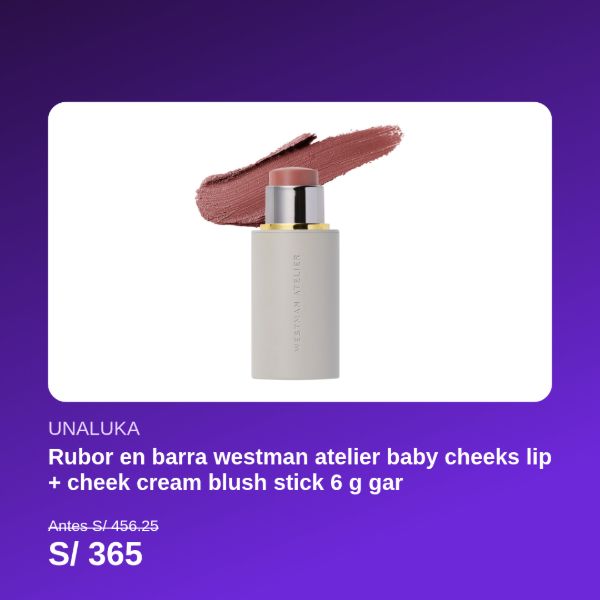 WESTMAN ATELIER
UNALUKA
Rubor en barra westman atelier baby cheeks lip
+ cheek cream blush stick 6 g gar
Antes S/ 456.25
S/ 365